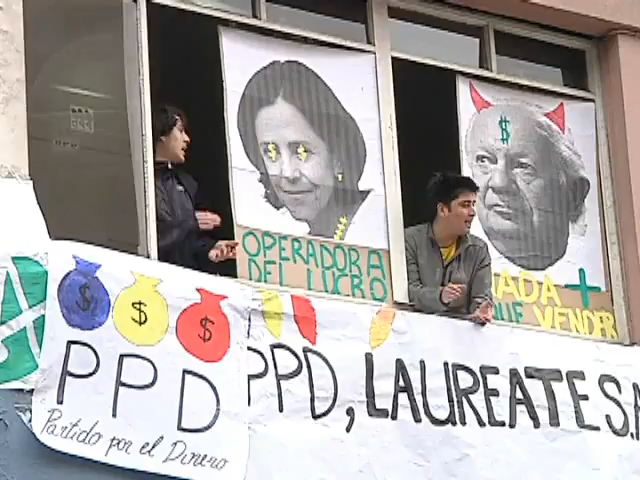 OPERADORA
DEL LUCRO
NADA +
QUE VENDER
PPD
Partido por el Dinero
PPD, LAUREATE S.A